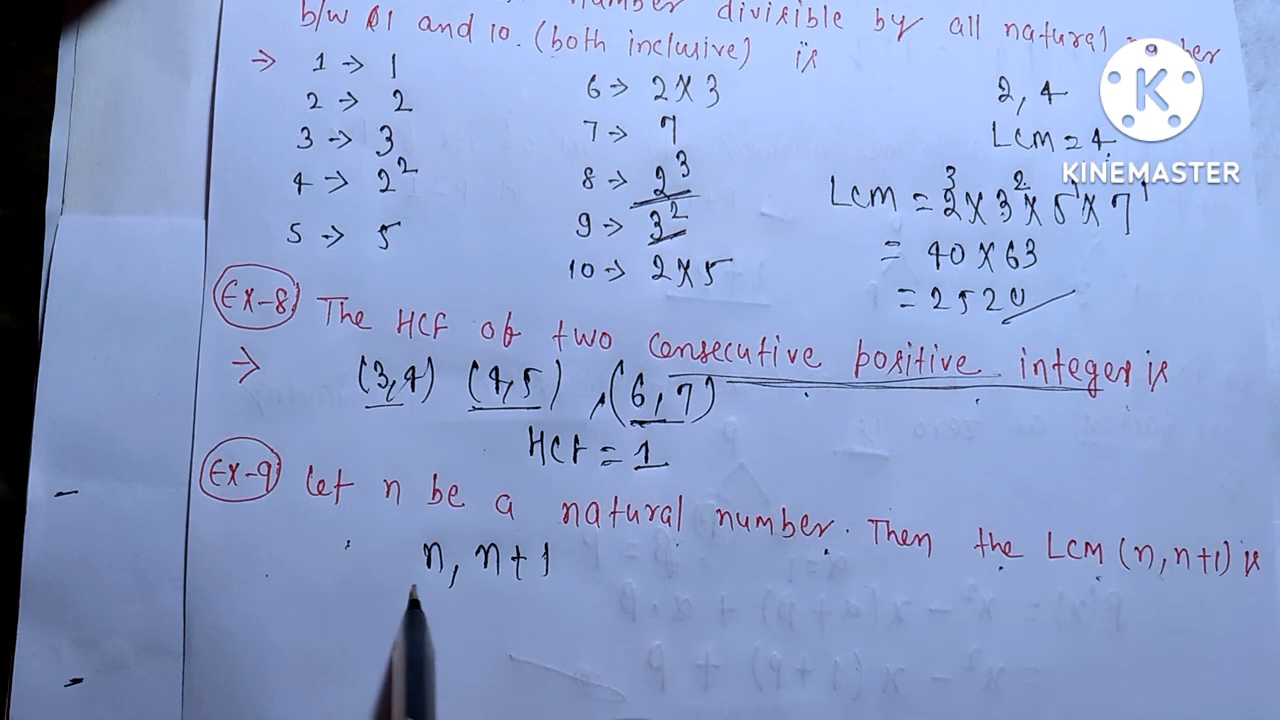 number divisible by all natural
b/w 1 and 10. (both inclusive) is
⇒ 1 → 1
2 → 2
3 → 3
4 → 2²
5 → 5
6 → 2×3
7 → 7
8 → 2³
9 → 3²
10 → 2×5
2, 4
LCM = 4
LCM = 2³×3²×5¹×7¹
= 40×63
= 2520
K
KINEMASTER
Ex-8 The HCF of two consecutive positive integer is
⇒ (3,4) (4,5), (6,7)
HCF = 1
Ex-9 Let n be a natural number. Then the LCM (n, n+1) is
n, n+1